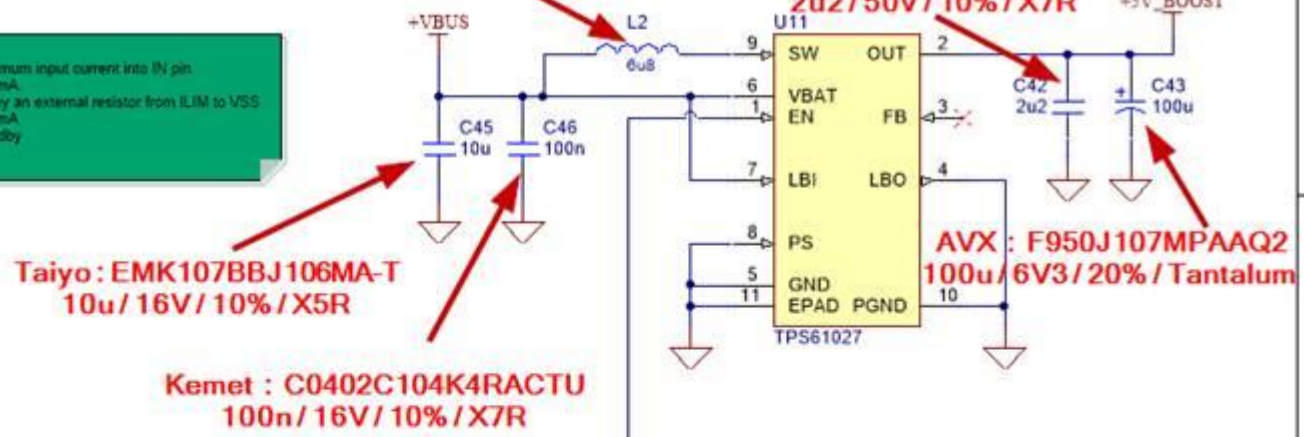 2u2/50V/10%/X7R
+5V_BOOST
+VBUS
L2
6u8
U11
9
SW
OUT
2
6
VBAT
1
EN
FB
3
C45
10u
C46
100n
C42
2u2
+
C43
100u
7
LBI
LBO
4
8
PS
5
GND
11
EPAD
PGND
10
TPS61027
mum input current into IN pin
mA
y an external resistor from ILIM to VSS
mA
dby
Taiyo : EMK107BBJ106MA-T
10u / 16V / 10% / X5R
AVX : F950J107MPAAQ2
100u / 6V3 / 20% / Tantalum
Kemet : C0402C104K4RACTU
100n / 16V / 10% / X7R